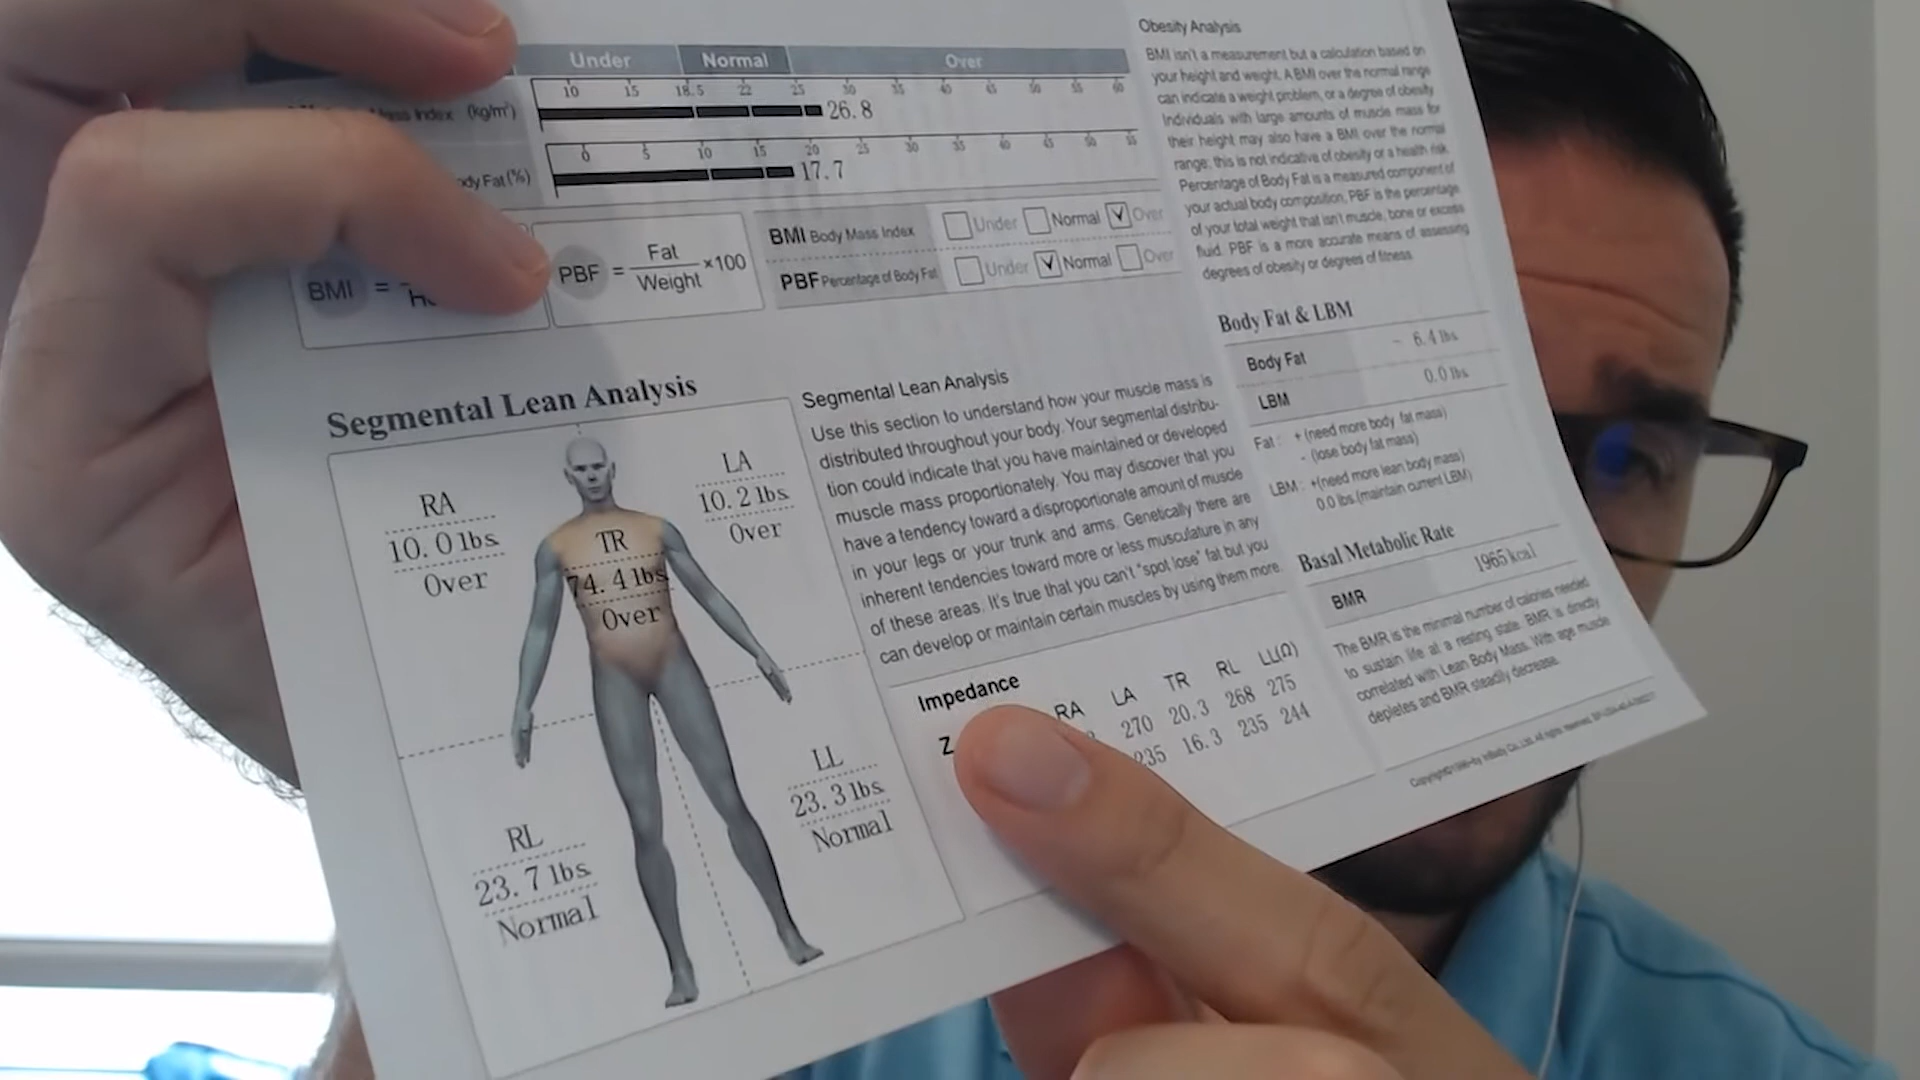 Under Normal Over
10 15 18.5 22 25 30 35 40 45 50 55 60
Mass Index (kg/m²) 26.8
0 5 10 15 20 25 30 35 40 45 50 55
ody Fat (%) 17.7
BMI =
PBF = Fat
Weight ×100
BMI Body Mass Index Under Normal V Over
PBF Percentage of Body Fat Under V Normal Over
Segmental Lean Analysis
RA
10.0 lbs
Over
LA
10.2 lbs
Over
TR
74.4 lbs
Over
RL
23.7 lbs
Normal
LL
23.3 lbs
Normal
Segmental Lean Analysis
Use this section to understand how your muscle mass is
distributed throughout your body. Your segmental distribu-
tion could indicate that you have maintained or developed
muscle mass proportionately. You may discover that you
have a tendency toward a disproportionate amount of muscle
in your legs or your trunk and arms. Genetically there are
inherent tendencies toward more or less musculature in any
of these areas. It's true that you can't "spot lose" fat but you
can develop or maintain certain muscles by using them more.
Impedance
RA LA TR RL LL(Ω)
Z 270 20.3 268 275
235 16.3 235 244
Obesity Analysis
BMI isn't a measurement but a calculation based on
your height and weight. A BMI over the normal range
can indicate a weight problem, or a degree of obesity.
Individuals with large amounts of muscle mass for
their height may also have a BMI over the normal
range; this is not indicative of obesity or a health risk.
Percentage of Body Fat is a measured component of
your actual body composition. PBF is the percentage
of your total weight that isn't muscle, bone or excess
fluid. PBF is a more accurate means of assessing
degrees of obesity or degrees of fitness.
Body Fat & LBM
Body Fat - 6.4 lbs
LBM 0.0 lbs
Fat : + (need more body fat mass)
- (lose body fat mass)
LBM : +(need more lean body mass)
0.0 lbs.(maintain current LBM)
Basal Metabolic Rate
BMR 1965 kcal
The BMR is the minimal number of calories needed
to sustain life at a resting state. BMR is directly
correlated with Lean Body Mass. With age muscle
depletes and BMR steadily decrease.